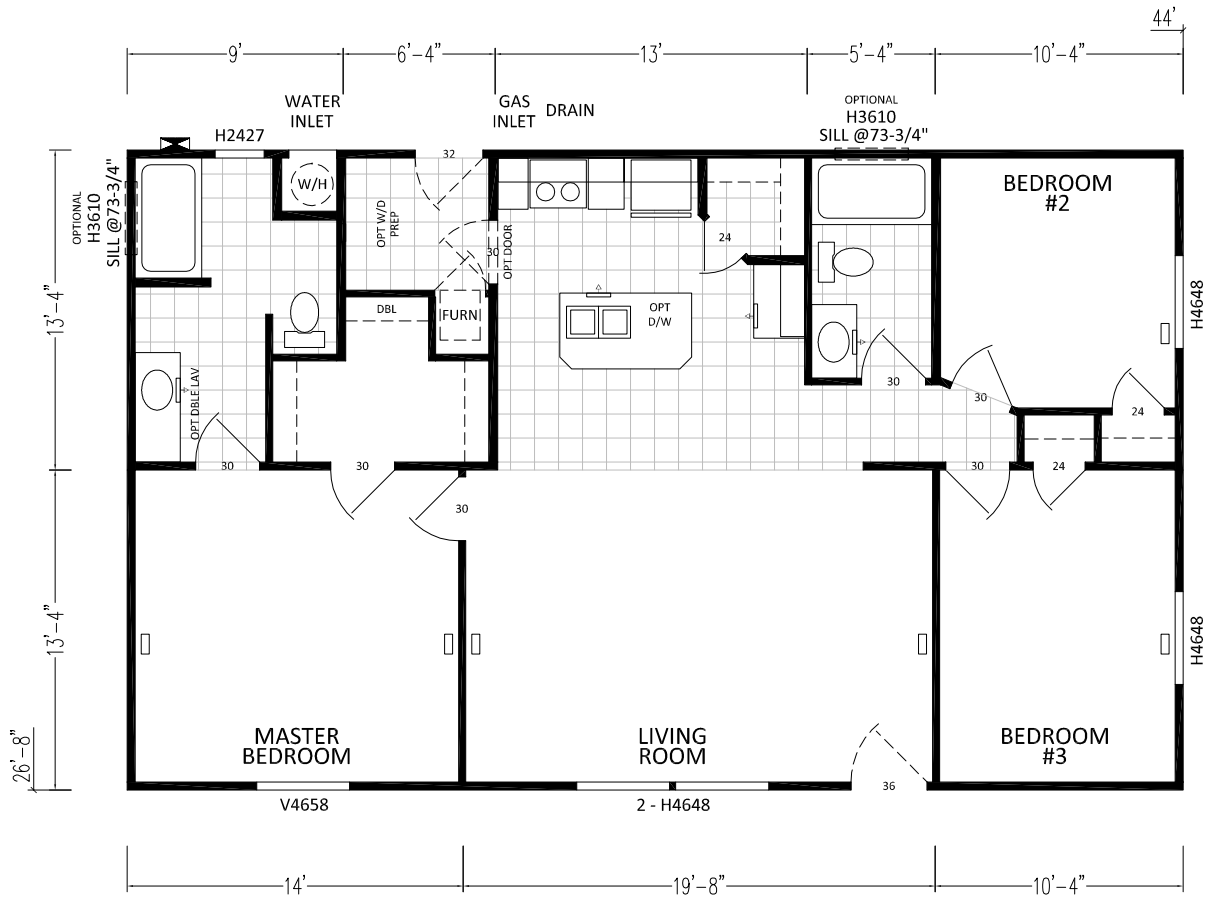 44'
9'
6'-4"
13'
5'-4"
10'-4"
WATER
INLET
GAS
INLET
DRAIN
OPTIONAL
H3610
SILL @73-3/4"
H2427
OPTIONAL
H3610
SILL @73-3/4"
W/H
32
OPT W/D
PREP
30
OPT DOOR
24
BEDROOM
#2
13'-4"
H4648
DBL
FURN
OPT
D/W
OPT DBLE LAV
30
30
24
30
30
30
24
30
13'-4"
H4648
MASTER
BEDROOM
LIVING
ROOM
BEDROOM
#3
26'-8"
36
V4658
2 - H4648
14'
19'-8"
10'-4"